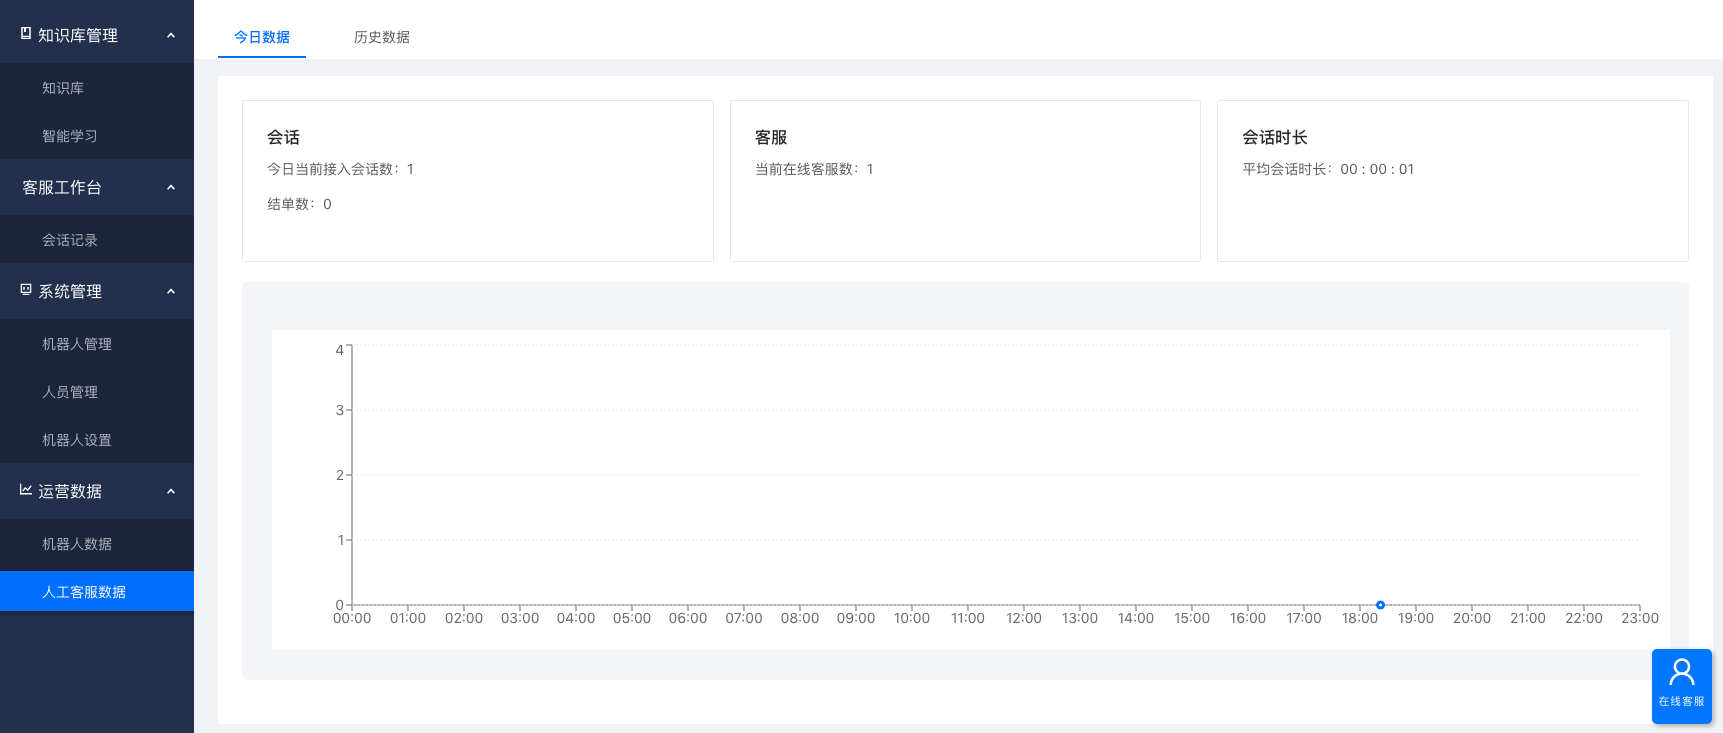 知识库管理
知识库
智能学习
客服工作台
会话记录
系统管理
机器人管理
人员管理
机器人设置
运营数据
机器人数据
人工客服数据
今日数据
历史数据
会话
今日当前接入会话数：1
结单数：0
客服
当前在线客服数：1
会话时长
平均会话时长：00 : 00 : 01
4
3
2
1
0
00:00 01:00 02:00 03:00 04:00 05:00 06:00 07:00 08:00 09:00 10:00 11:00 12:00 13:00 14:00 15:00 16:00 17:00 18:00 19:00 20:00 21:00 22:00 23:00
在线客服